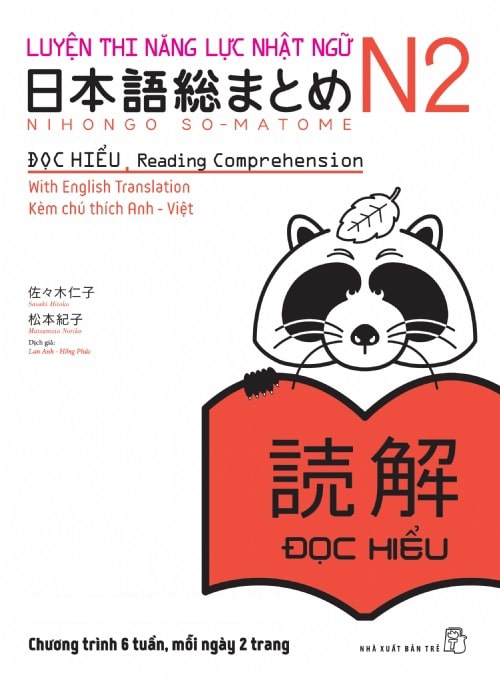 LUYỆN THI NĂNG LỰC NHẬT NGỮ
日本語総まとめ N2
NIHONGO SO-MATOME
ĐỌC HIỂU, Reading Comprehension
With English Translation
Kèm chú thích Anh - Việt
佐々木仁子
Sasaki Hitoko
松本紀子
Matsumoto Noriko
Dịch giả:
Lan Anh - Hồng Phúc
読解
ĐỌC HIỂU
Chương trình 6 tuần, mỗi ngày 2 trang
NHÀ XUẤT BẢN TRẺ